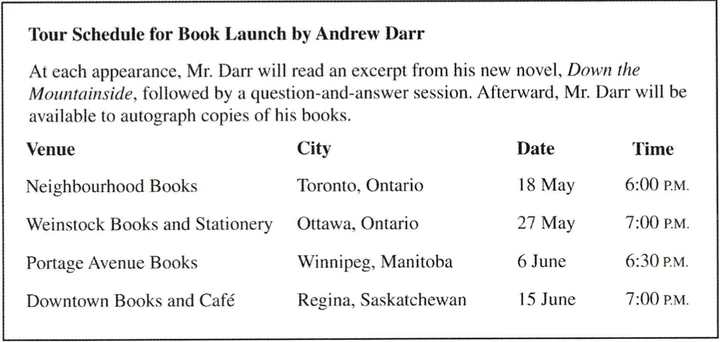 Tour Schedule for Book Launch by Andrew Darr
At each appearance, Mr. Darr will read an excerpt from his new novel, Down the
Mountainside, followed by a question-and-answer session. Afterward, Mr. Darr will be
available to autograph copies of his books.
Venue City Date Time
Neighbourhood Books Toronto, Ontario 18 May 6:00 P.M.
Weinstock Books and Stationery Ottawa, Ontario 27 May 7:00 P.M.
Portage Avenue Books Winnipeg, Manitoba 6 June 6:30 P.M.
Downtown Books and Café Regina, Saskatchewan 15 June 7:00 P.M.